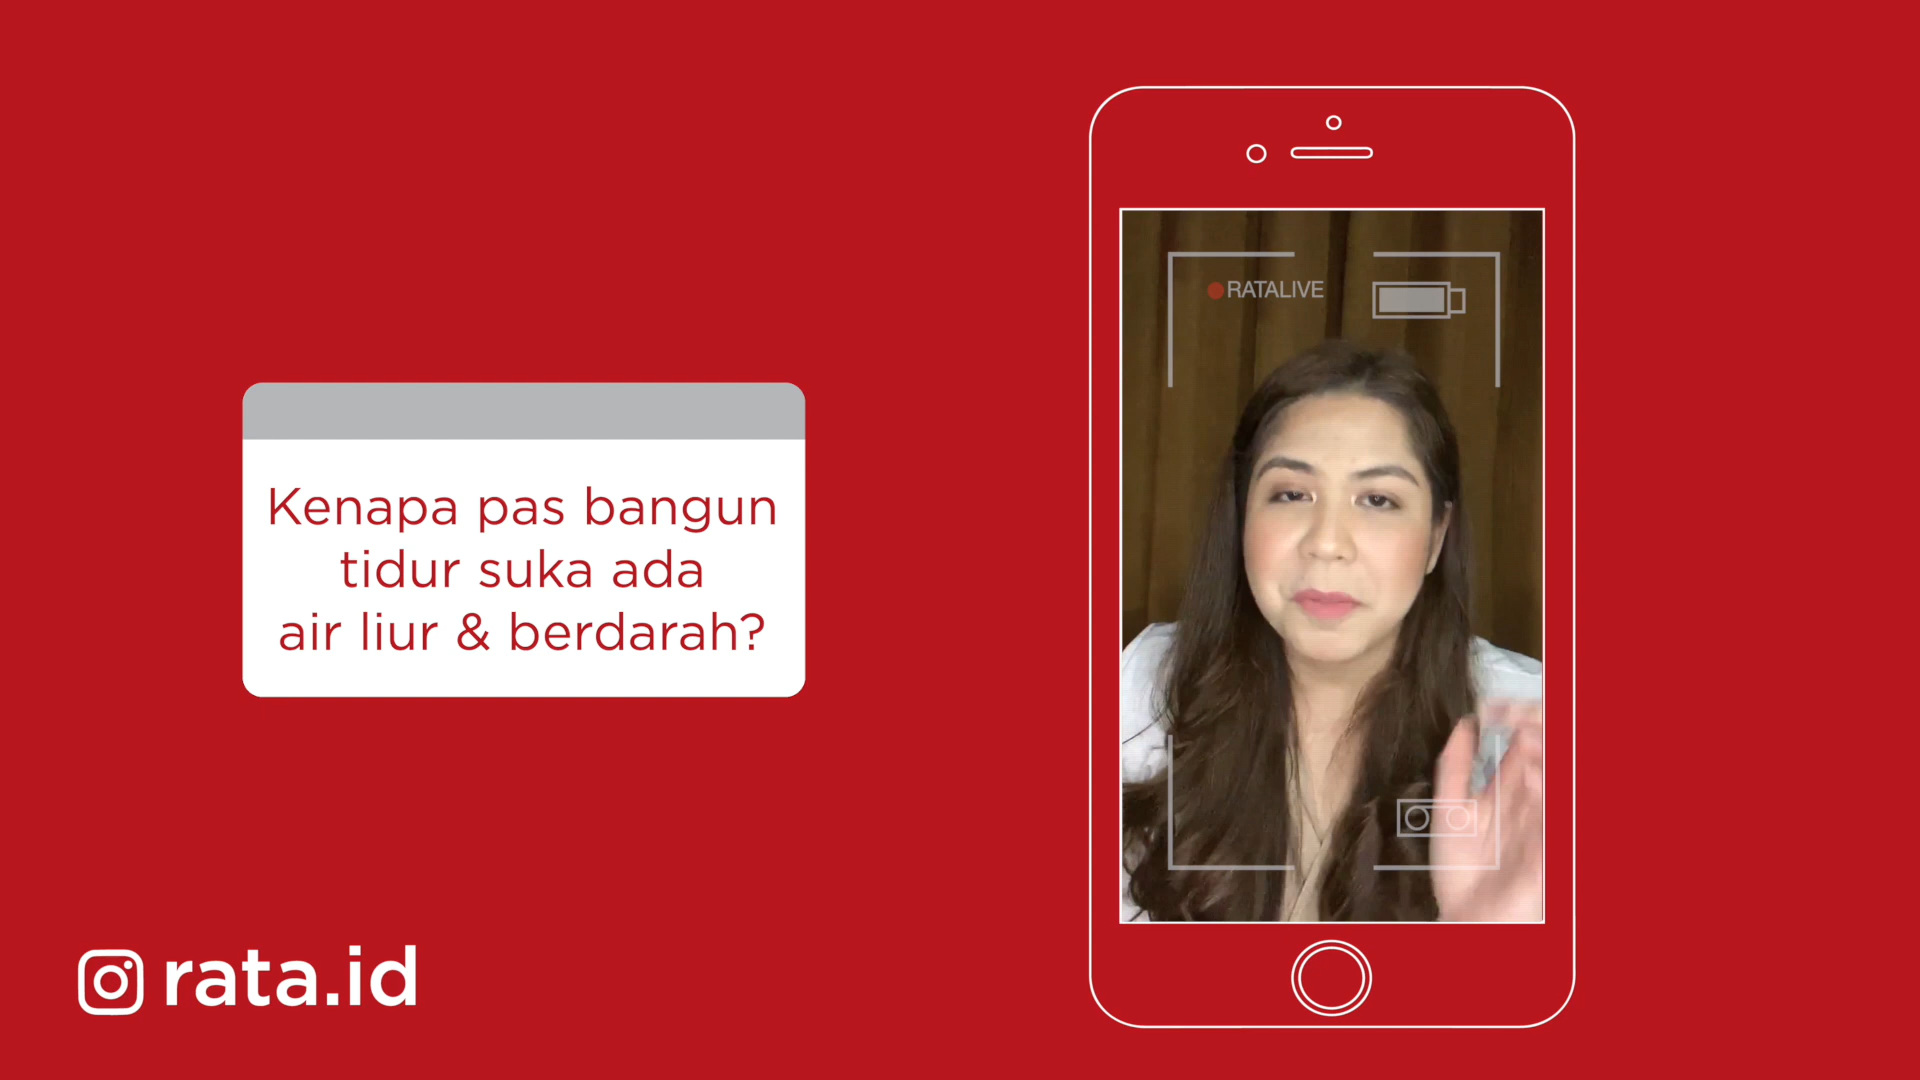 Kenapa pas bangun
tidur suka ada
air liur & berdarah?
RATALIVE
rata.id